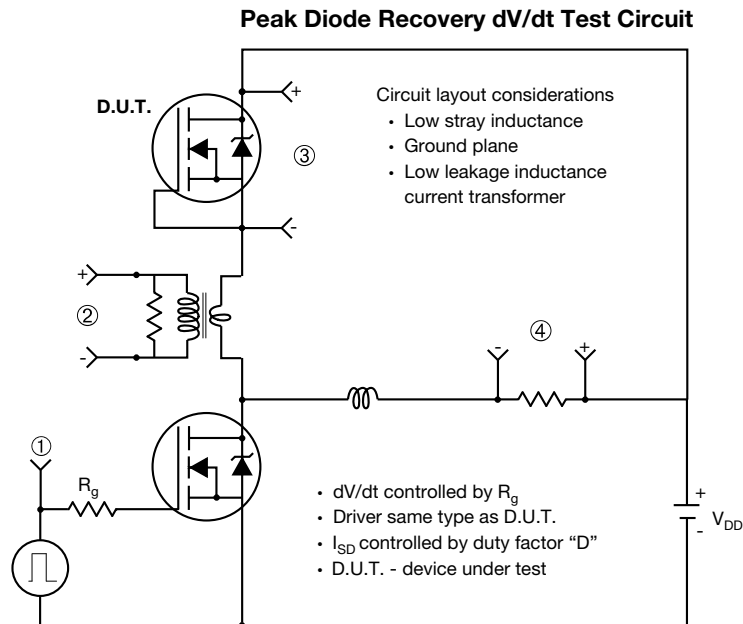 Peak Diode Recovery dV/dt Test Circuit
D.U.T.
+
-
③
Circuit layout considerations
• Low stray inductance
• Ground plane
• Low leakage inductance
current transformer
+
②
-
-
④
+
①
Rg
• dV/dt controlled by Rg
• Driver same type as D.U.T.
• ISD controlled by duty factor “D”
• D.U.T. - device under test
+
-
VDD